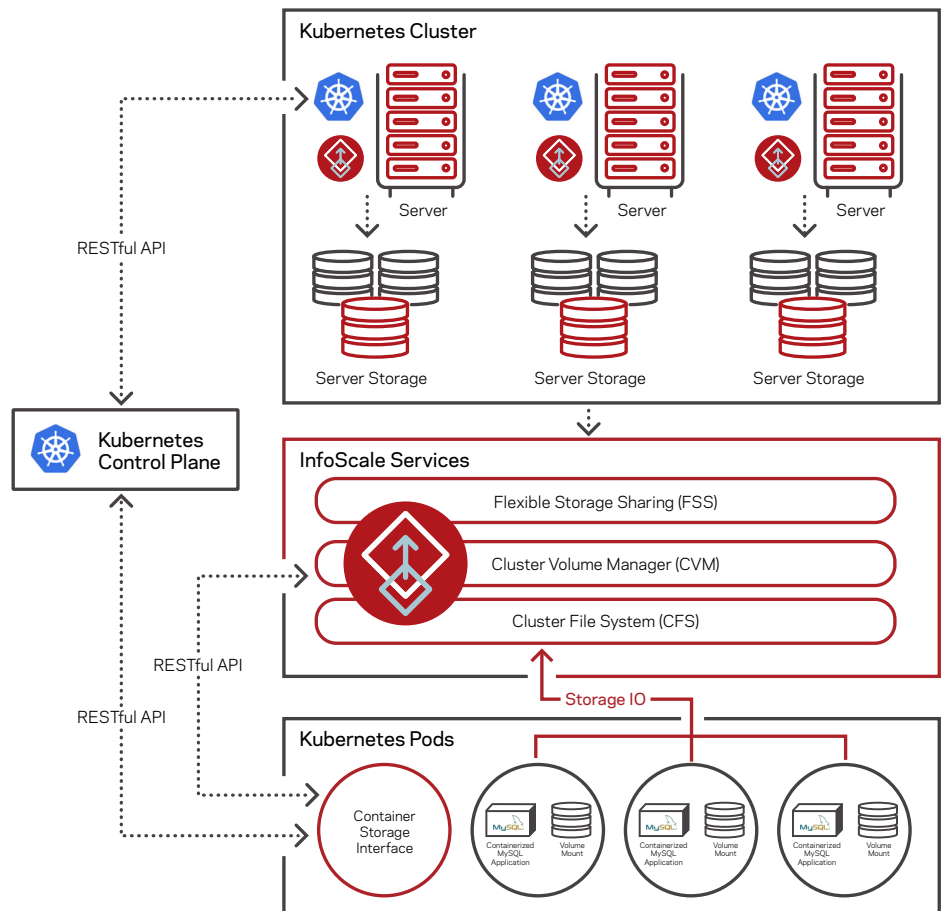 Kubernetes Cluster
Server
Server
Server
RESTful API
Server Storage
Server Storage
Server Storage
Kubernetes
Control Plane
InfoScale Services
Flexible Storage Sharing (FSS)
Cluster Volume Manager (CVM)
Cluster File System (CFS)
RESTful API
RESTful API
Storage IO
Kubernetes Pods
Container
Storage
Interface
MySQL
Containerized
MySQL
Application
Volume
Mount
MySQL
Containerized
MySQL
Application
Volume
Mount
MySQL
Containerized
MySQL
Application
Volume
Mount